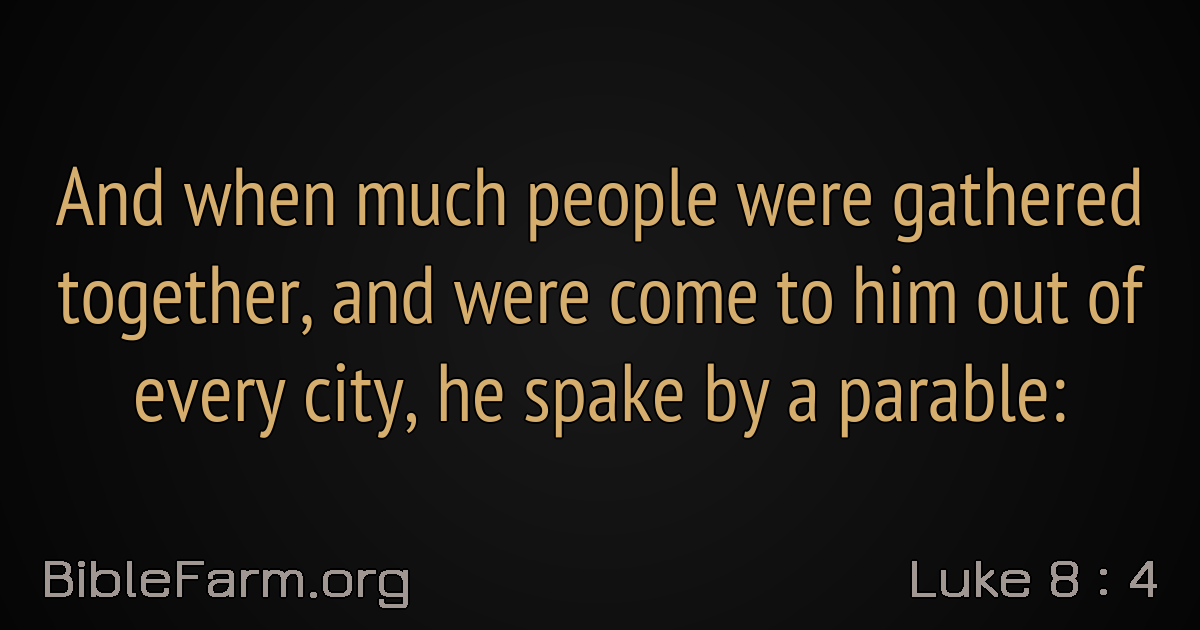 And when much people were gathered
together, and were come to him out of
every city, he spake by a parable:
BibleFarm.org
Luke 8 : 4